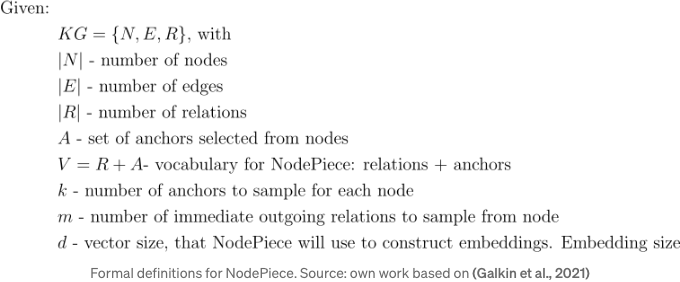 Given:
KG = {N, E, R}, with
|N| - number of nodes
|E| - number of edges
|R| - number of relations
A - set of anchors selected from nodes
V = R + A- vocabulary for NodePiece: relations + anchors
k - number of anchors to sample for each node
m - number of immediate outgoing relations to sample from node
d - vector size, that NodePiece will use to construct embeddings. Embedding size
Formal definitions for NodePiece. Source: own work based on (Galkin et al., 2021)